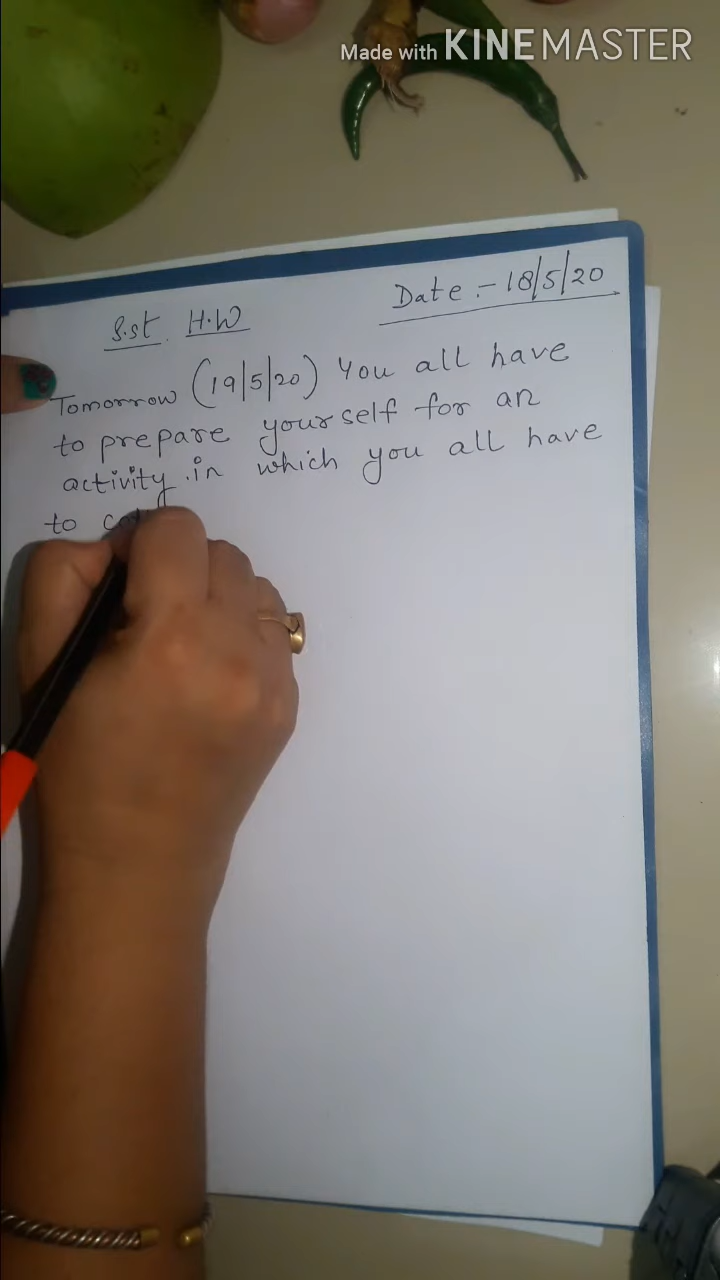 Made with KINEMASTER
Date :- 18/5/20
S.st H.W
Tomorrow (19/5/20) You all have
to prepare yourself for an
activity .in which you all have
to